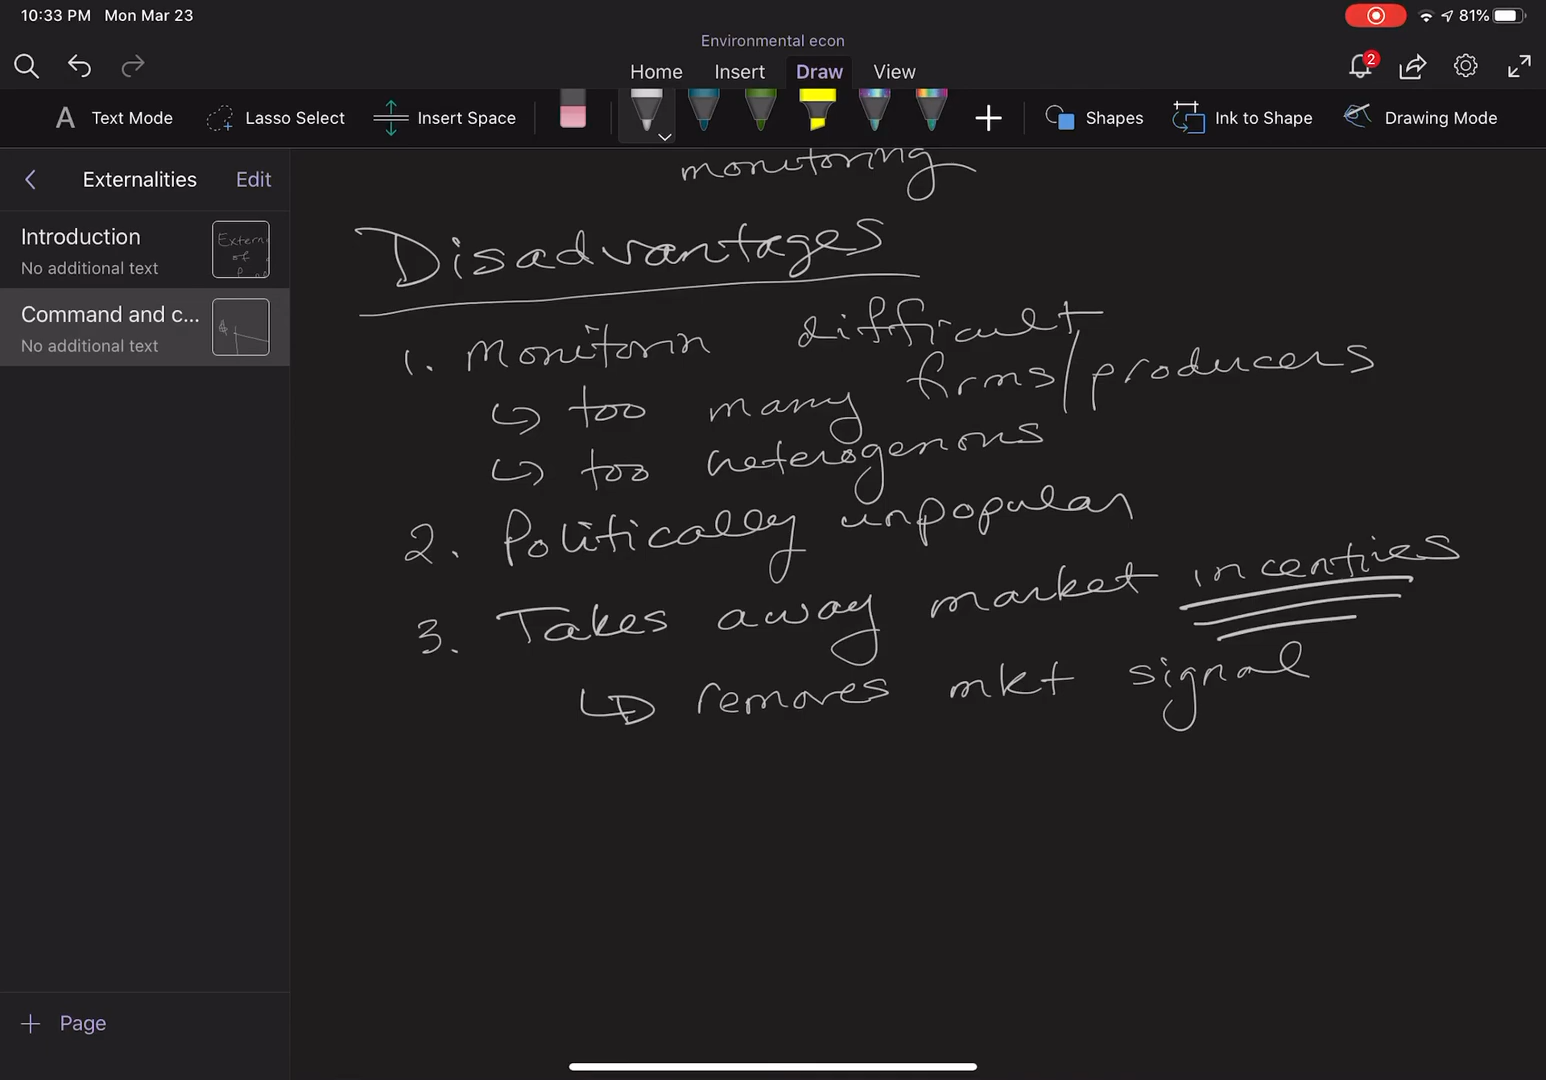 10:33 PM Mon Mar 23
81%
Environmental econ
Home Insert Draw View
2
Text Mode Lasso Select Insert Space Shapes Ink to Shape Drawing Mode
Externalities Edit
Introduction
No additional text
Extern
of
Command and c...
No additional text
Page
monitoring
Disadvantages
1. Monitorin difficult
↳ too many firms/producers
↳ too heterogenous
2. Politically unpopular
3. Takes away market incenties
↳ removes mkt signal